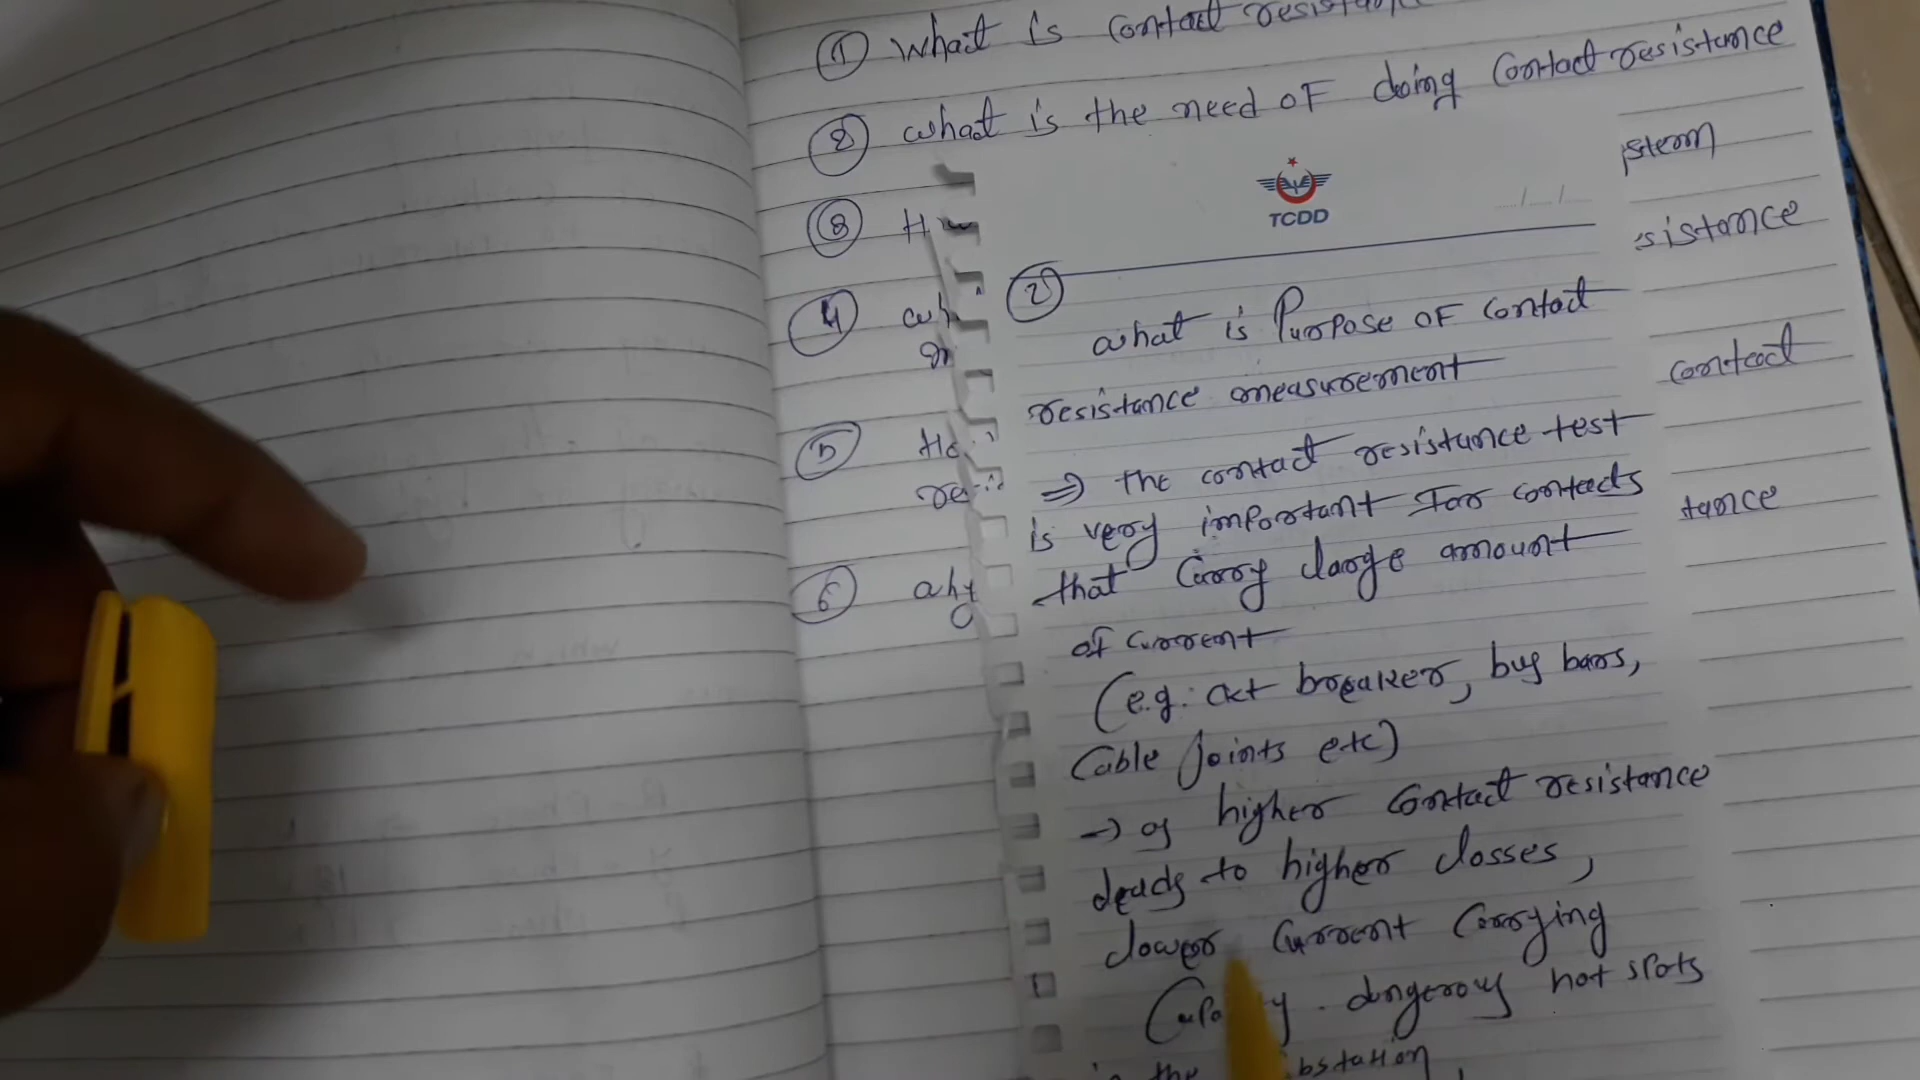 ① What is contact resistance
② what is the need of doing contact resistance
③
④
⑤
⑥
stem
sistance
contact
tance
TCDD
② what is Purpose of contact
resistance measurement
⇒ the contact resistance test
is very important for contacts
that carry large amount
of current
(e.g: ckt breaker, bus bars,
Cable joints etc)
→ higher contact resistance
leads to higher losses,
lower current carrying
dangerous hot spots
the